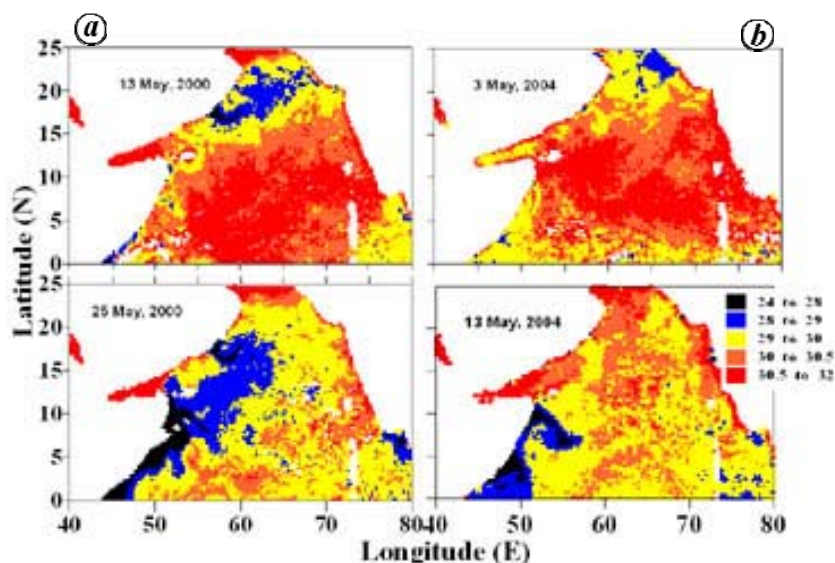 a
b
25
20
15
10
5
0
13 May, 2000
3 May, 2004
25
20
15
10
5
0
25 May, 2000
13 May, 2004
24 to 28
28 to 29
29 to 30
30 to 30.5
30.5 to 32
40 50 60 70 80
40 50 60 70 80
Latitude (N)
Longitude (E)